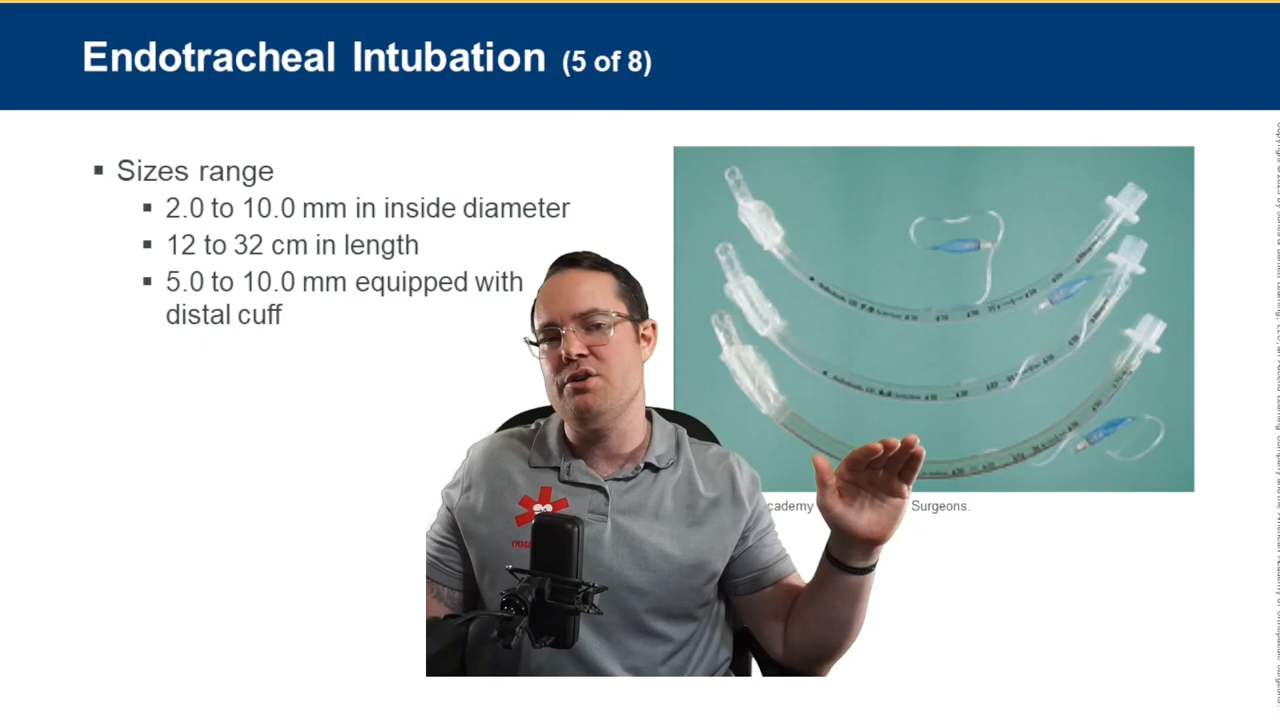 Endotracheal Intubation (5 of 8)
Sizes range
2.0 to 10.0 mm in inside diameter
12 to 32 cm in length
5.0 to 10.0 mm equipped with
distal cuff
cademy
Surgeons.